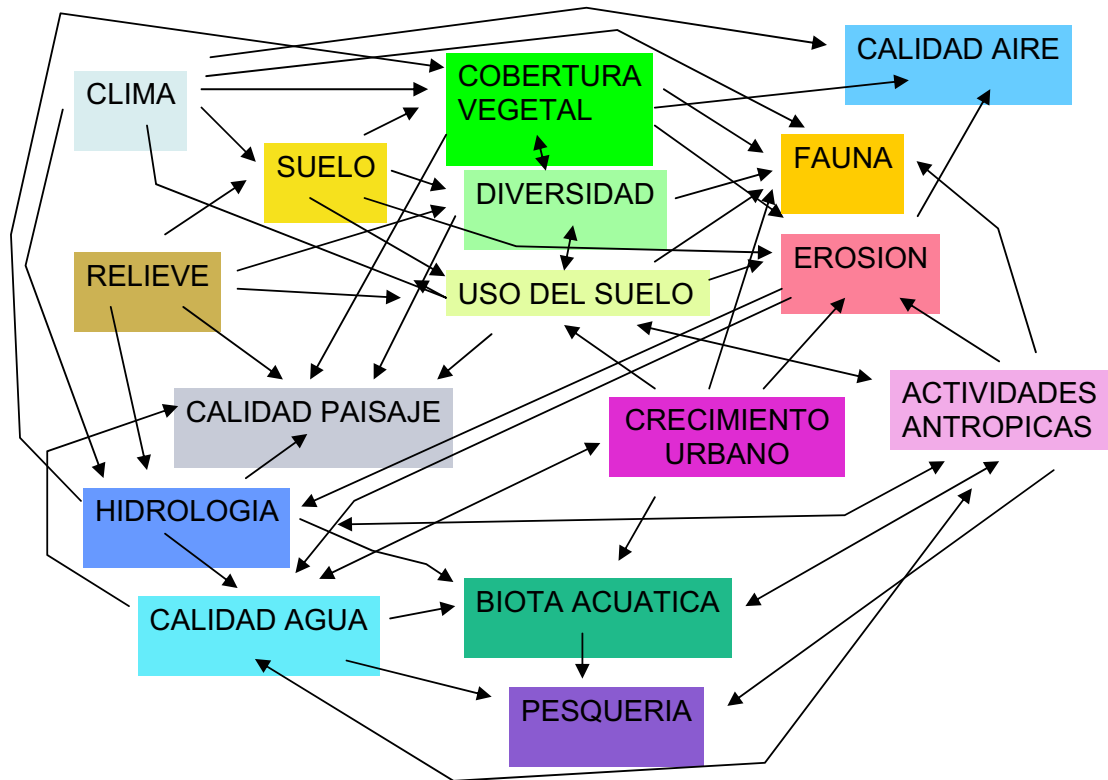 CALIDAD AIRE
CLIMA
COBERTURA
VEGETAL
SUELO
FAUNA
DIVERSIDAD
RELIEVE
EROSION
USO DEL SUELO
CALIDAD PAISAJE
CRECIMIENTO
URBANO
ACTIVIDADES
ANTROPICAS
HIDROLOGIA
BIOTA ACUATICA
CALIDAD AGUA
PESQUERIA